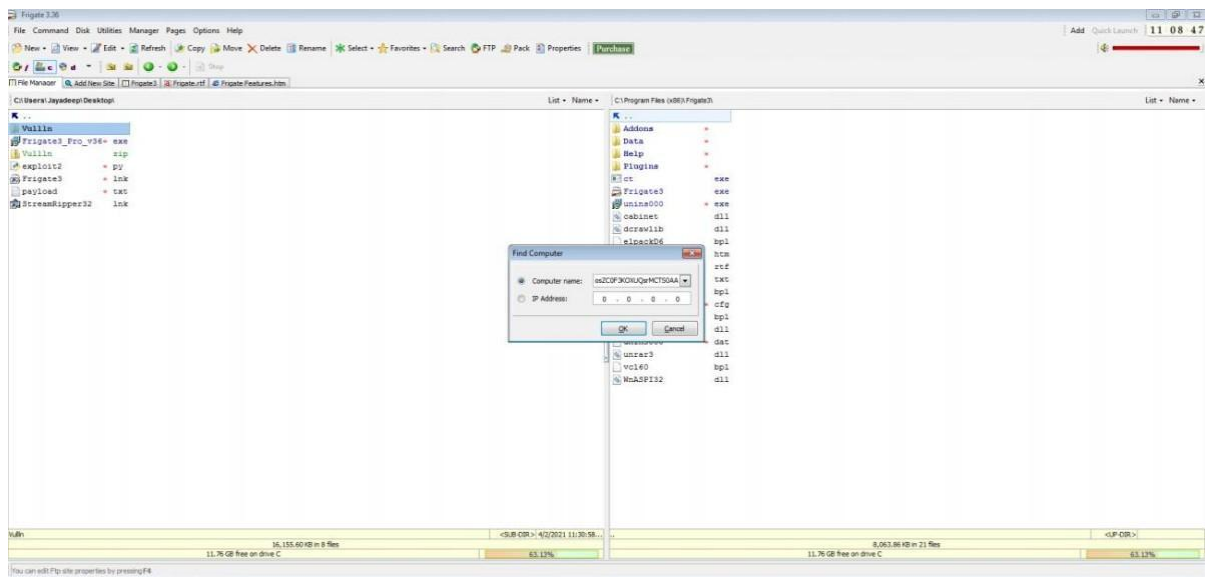 Frigate 3.36
File Command Disk Utilities Manager Pages Options Help
Add Quick Launch 11 08 47
New View Edit Refresh Copy Move Delete Rename Select Favorites Search FTP Pack Properties Purchase
c d Stop
File Manager Add New Site Frigate3 Frigate.rtf Frigate Features.htm
C:\Users\Jayadeep\Desktop\ List Name
..
Vullln
Frigate3_Pro_v36 exe
Vullln zip
exploit2 py
Frigate3 lnk
payload txt
StreamRipper32 lnk
C:\Program Files (x86)\Frigate3\ List Name
..
Addons
Data
Help
Plugins
ct exe
Frigate3 exe
unins000 exe
cabinet dll
dcrawlib dll
elpackD6 bpl
htm
rtf
txt
bpl
cfg
bpl
dll
unins000 dat
unrar3 dll
vcl60 bpl
WnASPI32 dll
Find Computer
Computer name:
IP Address: 0 . 0 . 0 . 0
OK Cancel
Vullln <SUB-DIR> 4/2/2021 11:30:58...
16,155.60 KB in 8 files
11.76 GB free on drive C 63.13%
.. <UP-DIR>
8,063.86 KB in 21 files
11.76 GB free on drive C 63.13%
You can edit Ftp site properties by pressing F4